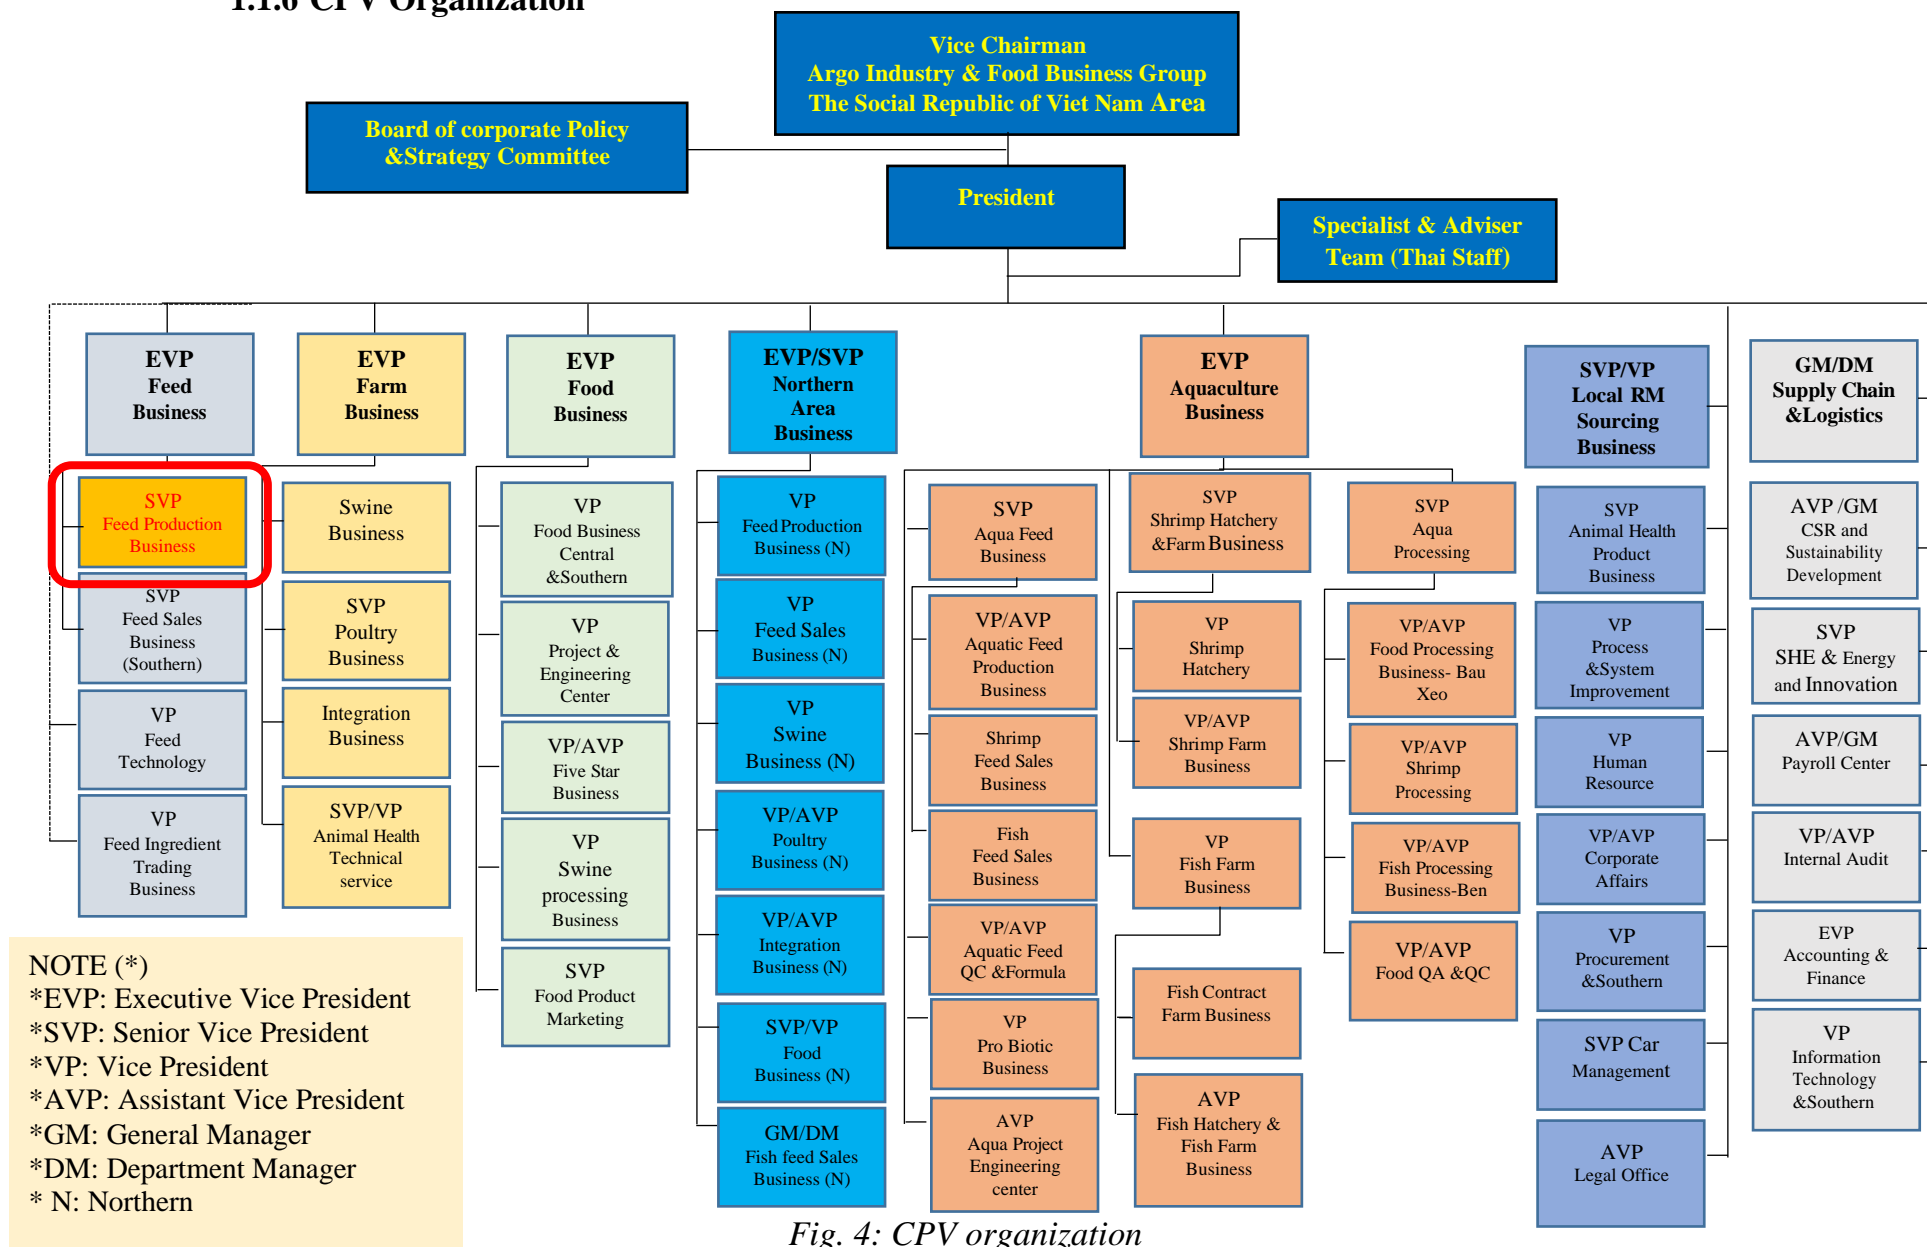 1.1.6 CPV Organization
Vice Chairman
Argo Industry & Food Business Group
The Social Republic of Viet Nam Area
Board of corporate Policy
&Strategy Committee
President
Specialist & Adviser
Team (Thai Staff)
EVP
Feed
Business
SVP
Feed Production
Business
SVP
Feed Sales
Business
(Southern)
VP
Feed
Technology
VP
Feed Ingredient
Trading
Business
EVP
Farm
Business
Swine
Business
SVP
Poultry
Business
Integration
Business
SVP/VP
Animal Health
Technical
service
EVP
Food
Business
VP
Food Business
Central
&Southern
VP
Project &
Engineering
Center
VP/AVP
Five Star
Business
VP
Swine
processing
Business
SVP
Food Product
Marketing
EVP/SVP
Northern
Area
Business
VP
Feed Production
Business (N)
VP
Feed Sales
Business (N)
VP
Swine
Business (N)
VP/AVP
Poultry
Business (N)
VP/AVP
Integration
Business (N)
SVP/VP
Food
Business (N)
GM/DM
Fish feed Sales
Business (N)
EVP
Aquaculture
Business
SVP
Aqua Feed
Business
VP/AVP
Aquatic Feed
Production
Business
Shrimp
Feed Sales
Business
Fish
Feed Sales
Business
VP/AVP
Aquatic Feed
QC &Formula
VP
Pro Biotic
Business
AVP
Aqua Project
Engineering
center
SVP
Shrimp Hatchery
&Farm Business
VP
Shrimp
Hatchery
VP/AVP
Shrimp Farm
Business
VP
Fish Farm
Business
Fish Contract
Farm Business
AVP
Fish Hatchery &
Fish Farm
Business
SVP
Aqua
Processing
VP/AVP
Food Processing
Business- Bau
Xeo
VP/AVP
Shrimp
Processing
VP/AVP
Fish Processing
Business-Ben
VP/AVP
Food QA &QC
SVP/VP
Local RM
Sourcing
Business
SVP
Animal Health
Product
Business
VP
Process
&System
Improvement
VP
Human
Resource
VP/AVP
Corporate
Affairs
VP
Procurement
&Southern
SVP Car
Management
AVP
Legal Office
GM/DM
Supply Chain
&Logistics
AVP /GM
CSR and
Sustainability
Development
SVP
SHE & Energy
and Innovation
AVP/GM
Payroll Center
VP/AVP
Internal Audit
EVP
Accounting &
Finance
VP
Information
Technology
&Southern
NOTE (*)
*EVP: Executive Vice President
*SVP: Senior Vice President
*VP: Vice President
*AVP: Assistant Vice President
*GM: General Manager
*DM: Department Manager
* N: Northern
Fig. 4: CPV organization